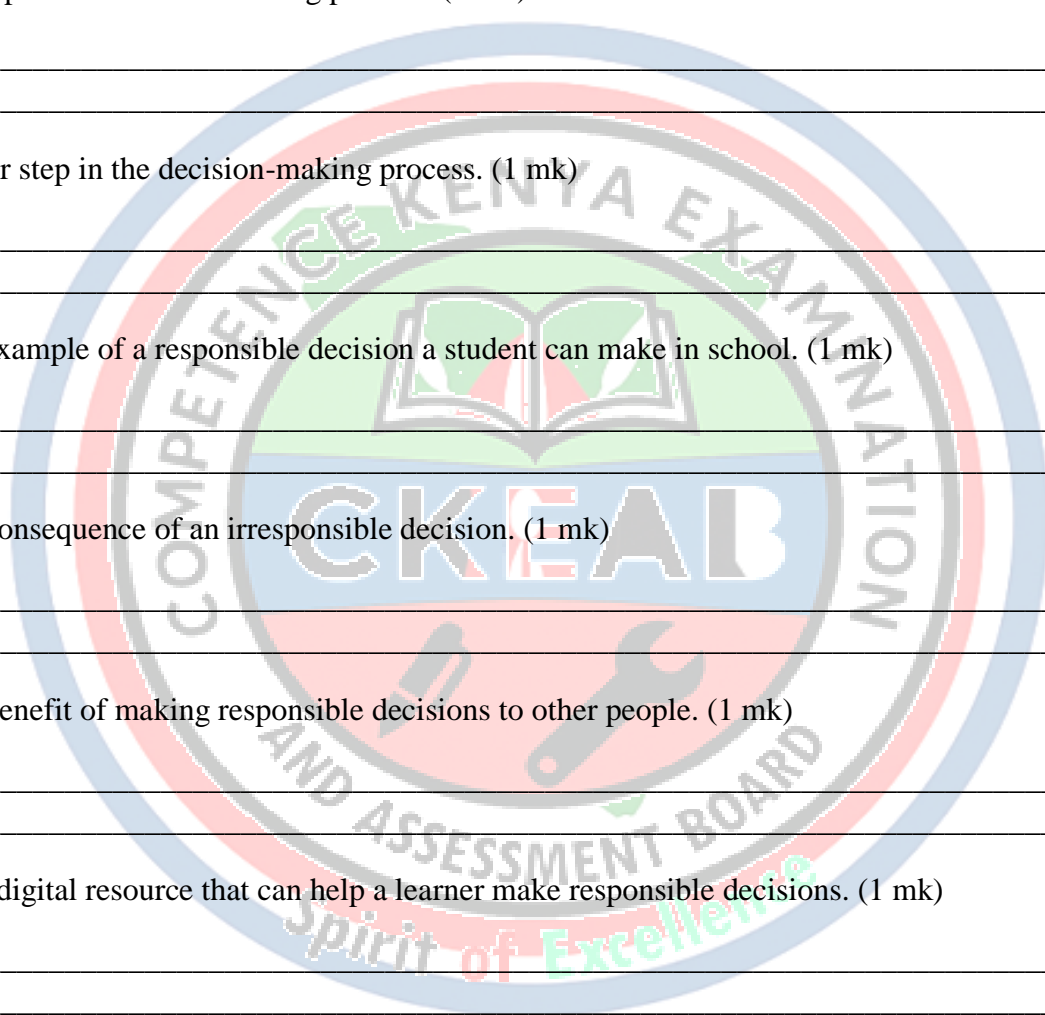 r step in the decision-making process. (1 mk)
xample of a responsible decision a student can make in school. (1 mk)
onsequence of an irresponsible decision. (1 mk)
enefit of making responsible decisions to other people. (1 mk)
digital resource that can help a learner make responsible decisions. (1 mk)
COMPETENCE KENYA EXAMINATION
CKEAB
AND ASSESSMENT BOARD
Spirit of Excellence